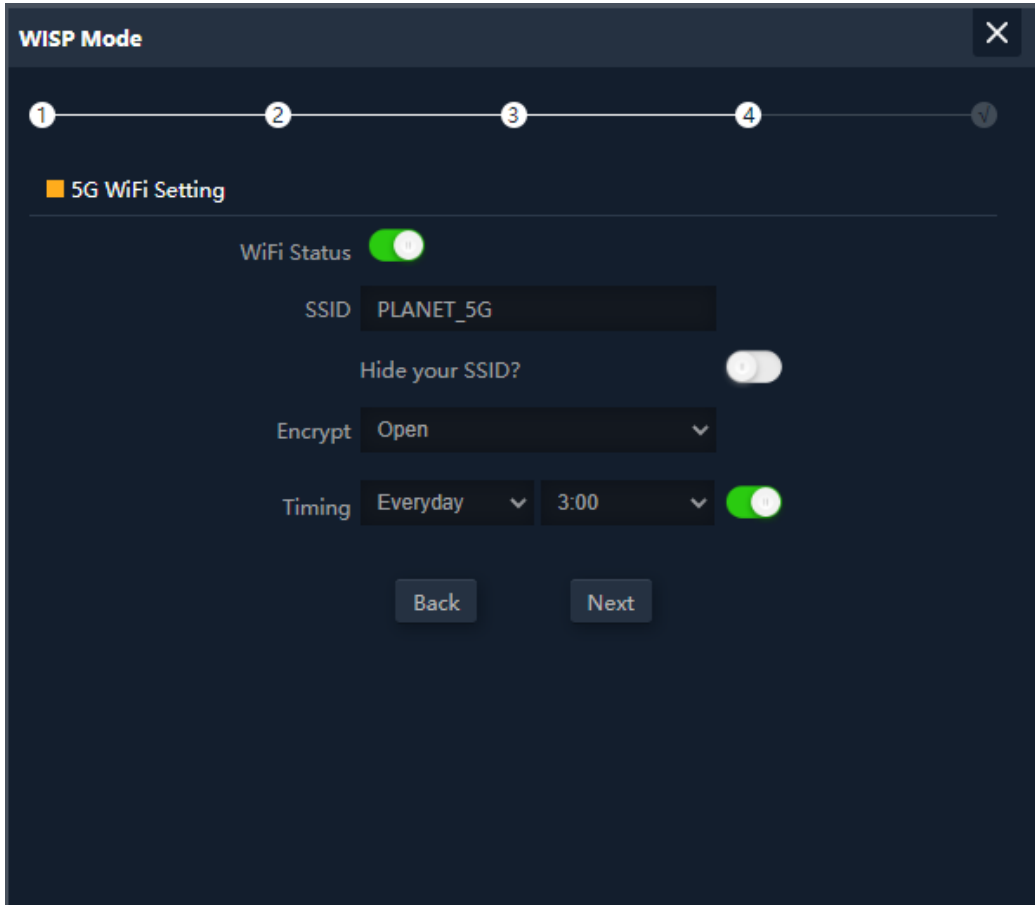 WISP Mode
1 2 3 4 √
5G WiFi Setting
WiFi Status
SSID PLANET_5G
Hide your SSID?
Encrypt Open
Timing Everyday 3:00
Back Next